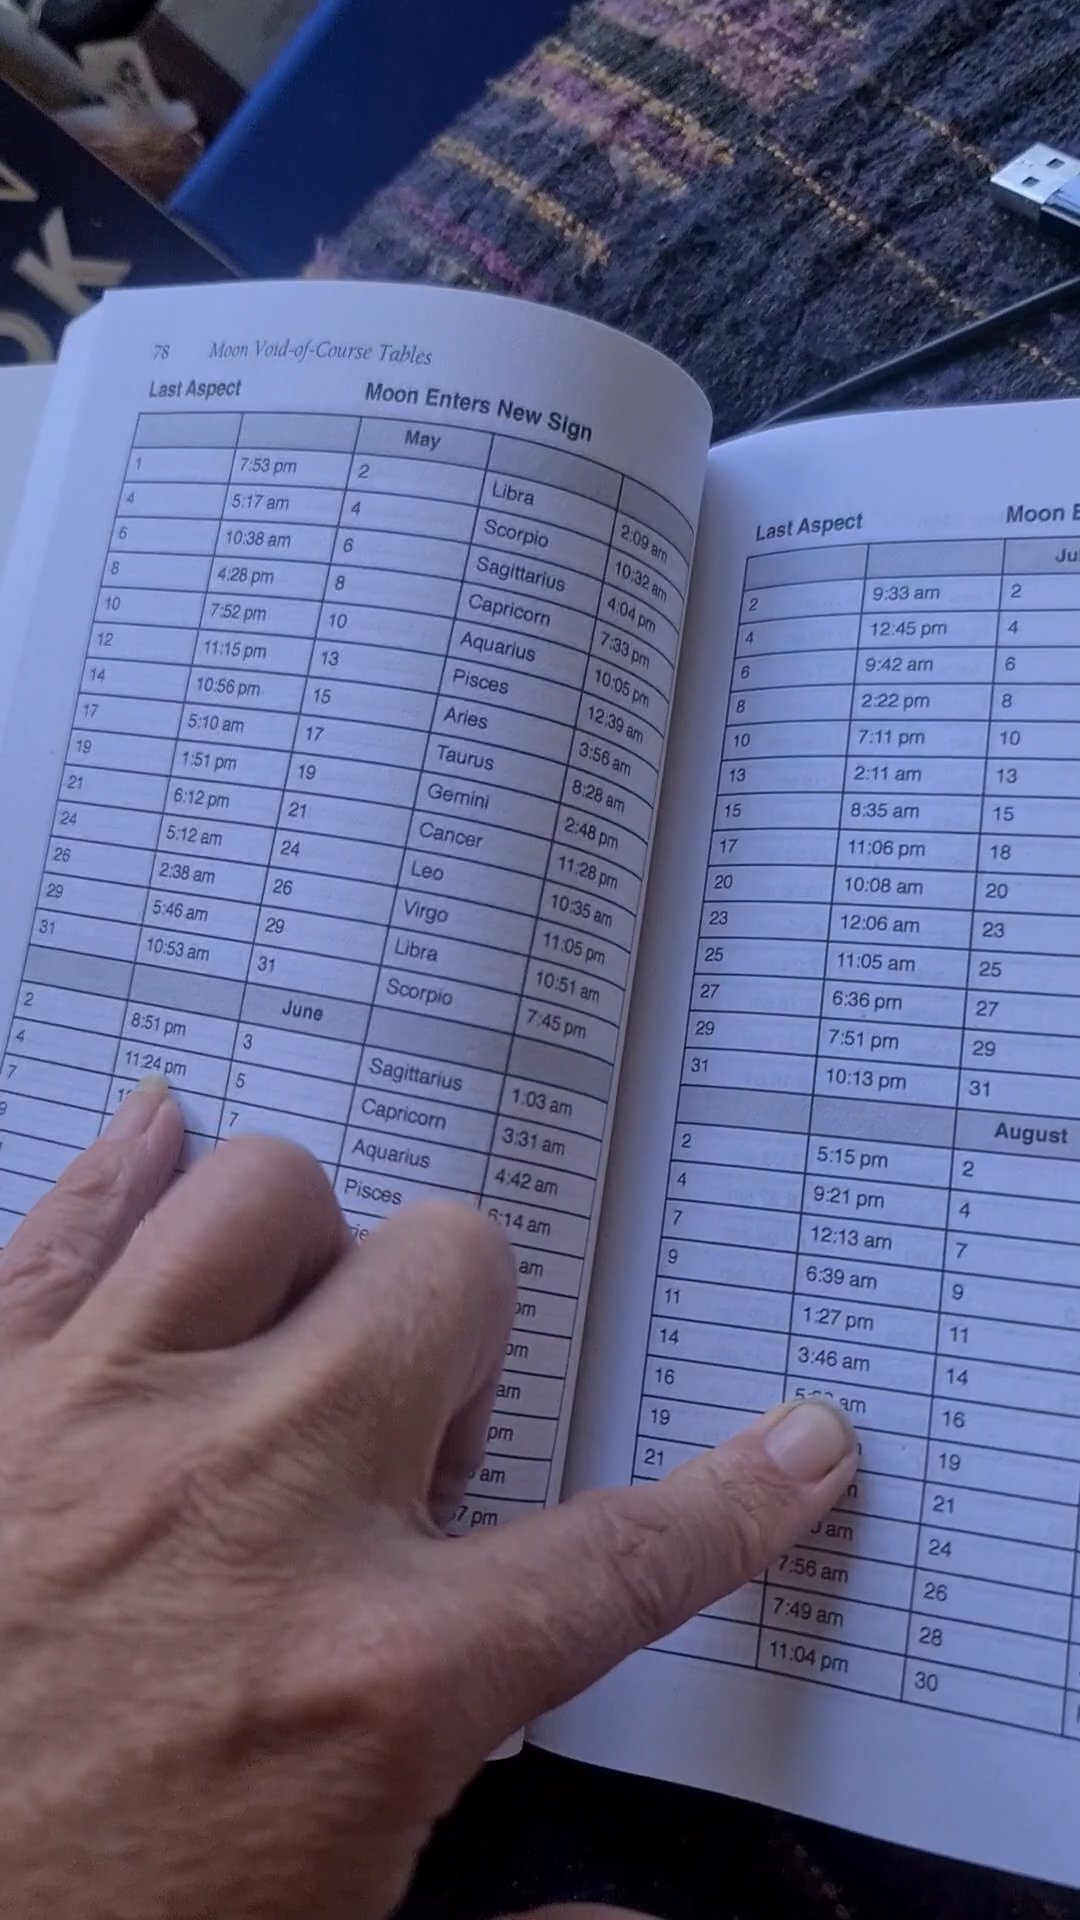 78 Moon Void-of-Course Tables
Last Aspect Moon Enters New Sign
May
1 7:53 pm 2 Libra 2:09 am
4 5:17 am 4 Scorpio 10:32 am
6 10:38 am 6 Sagittarius 4:04 pm
8 4:28 pm 8 Capricorn 7:33 pm
10 7:52 pm 10 Aquarius 10:05 pm
12 11:15 pm 13 Pisces 12:39 am
14 10:56 pm 15 Aries 3:56 am
17 5:10 am 17 Taurus 8:28 am
19 1:51 pm 19 Gemini 2:48 pm
21 6:12 pm 21 Cancer 11:28 pm
24 5:12 am 24 Leo 10:35 am
26 2:38 am 26 Virgo 11:05 pm
29 5:46 am 29 Libra 10:51 am
31 10:53 am 31 Scorpio 7:45 pm
June
2 8:51 pm 3 Sagittarius 1:03 am
4 11:24 pm 5 Capricorn 3:31 am
7 7 Aquarius 4:42 am
9 Pisces 6:14 am
am
pm
pm
am
pm
am
pm
Last Aspect Moon
2 9:33 am 2
4 12:45 pm 4
6 9:42 am 6
8 2:22 pm 8
10 7:11 pm 10
13 2:11 am 13
15 8:35 am 15
17 11:06 pm 18
20 10:08 am 20
23 12:06 am 23
25 11:05 am 25
27 6:36 pm 27
29 7:51 pm 29
31 10:13 pm 31
August
2 5:15 pm 2
4 9:21 pm 4
7 12:13 am 7
9 6:39 am 9
11 1:27 pm 11
14 3:46 am 14
16 am 16
19 19
21 21
am 24
7:56 am 26
7:49 am 28
11:04 pm 30